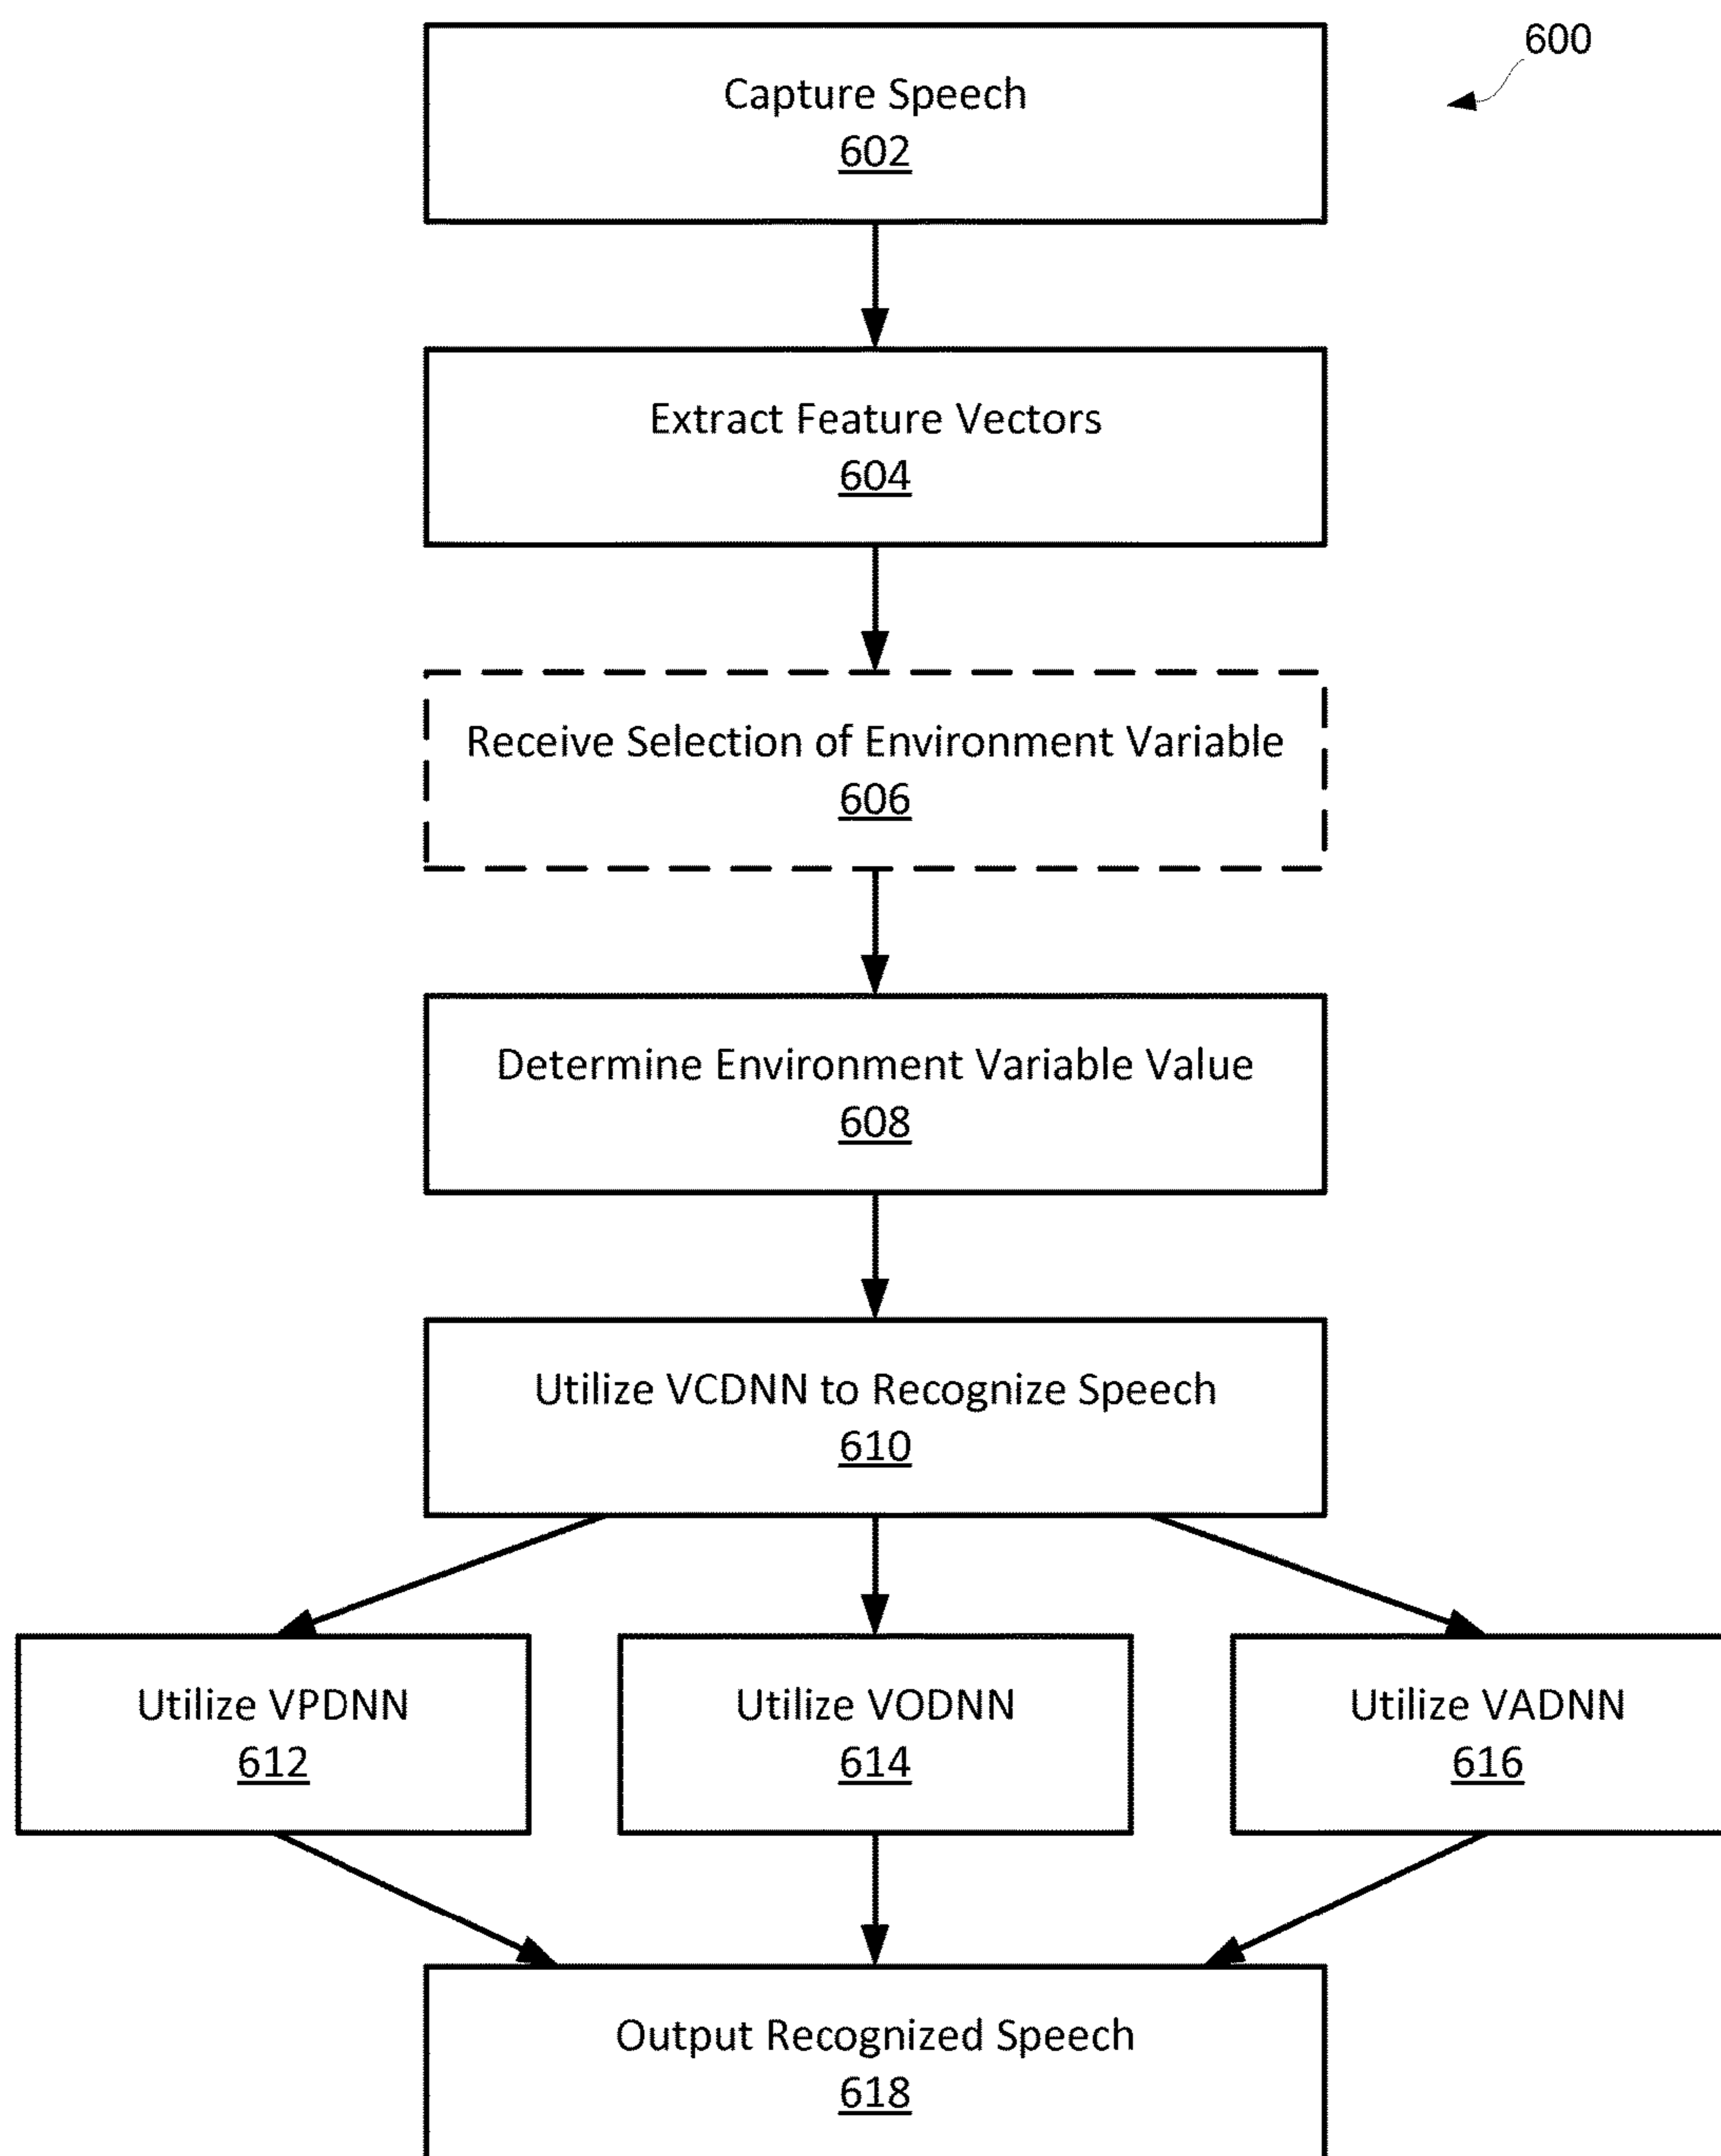 600
Capture Speech
602
Extract Feature Vectors
604
Receive Selection of Environment Variable
606
Determine Environment Variable Value
608
Utilize VCDNN to Recognize Speech
610
Utilize VPDNN
612
Utilize VODNN
614
Utilize VADNN
616
Output Recognized Speech
618